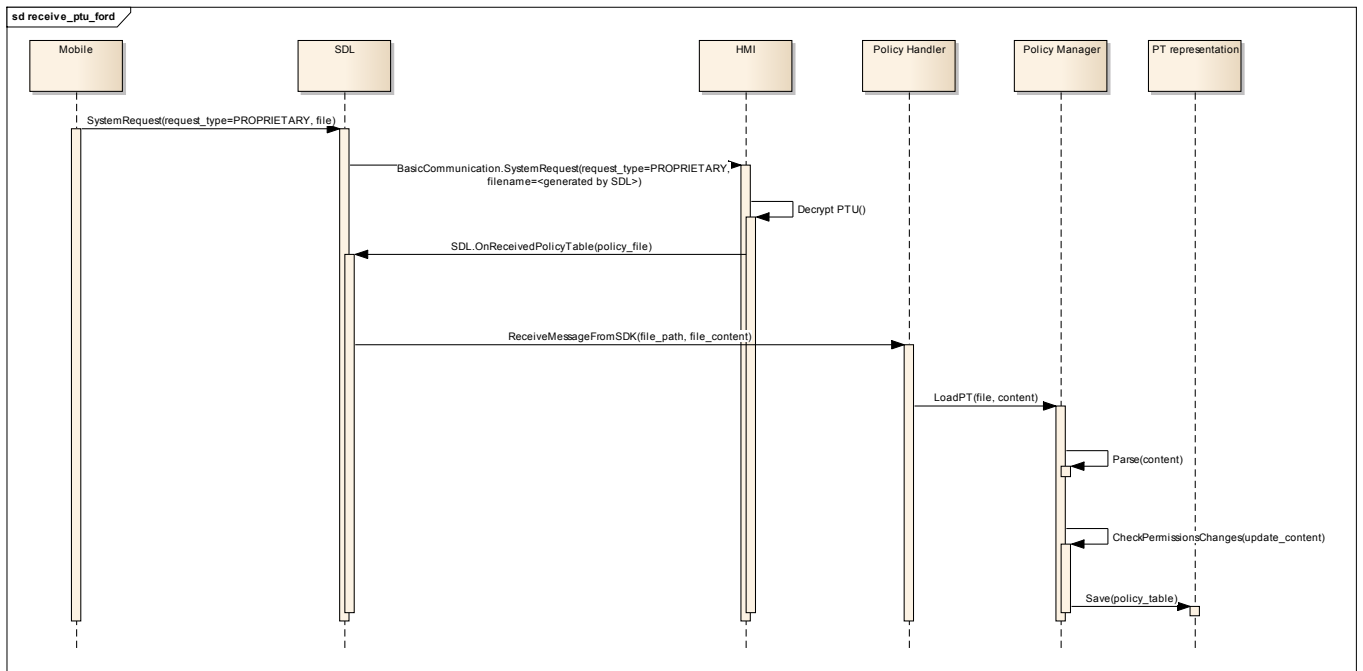 sd receive_ptu_ford
Mobile
SDL
HMI
Policy Handler
Policy Manager
PT representation
SystemRequest(request_type=PROPRIETARY, file)
BasicCommunication.SystemRequest(request_type=PROPRIETARY,
filename=<generated by SDL>)
Decrypt PTU()
SDL.OnReceivedPolicyTable(policy_file)
ReceiveMessageFromSDK(file_path, file_content)
LoadPT(file, content)
Parse(content)
CheckPermissionsChanges(update_content)
Save(policy_table)